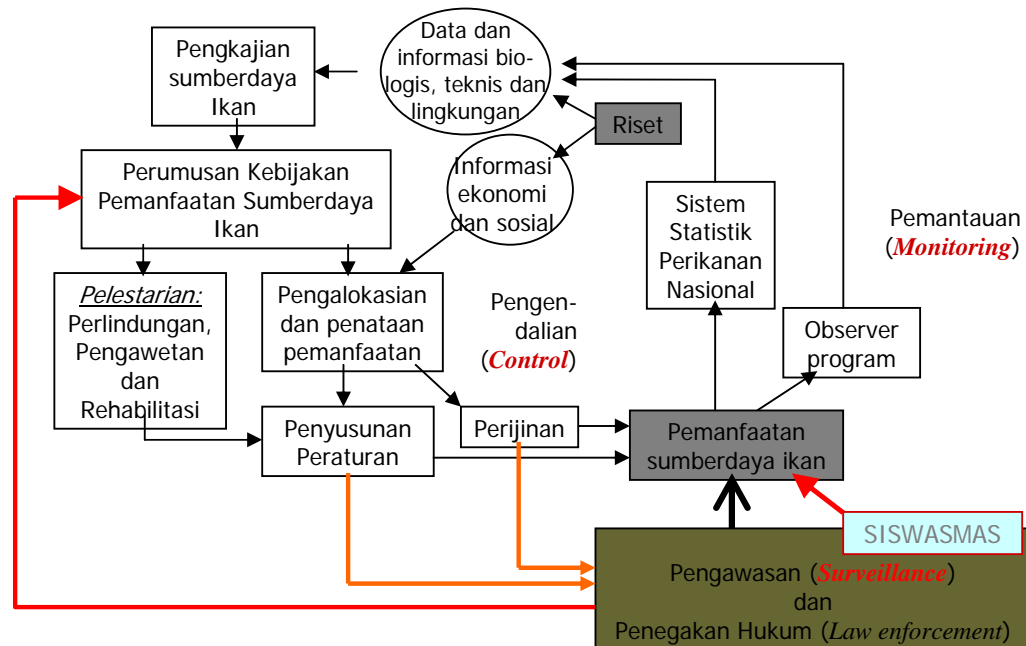 Pengkajian
sumberdaya
Ikan
Data dan
informasi bio-
logis, teknis dan
lingkungan
Riset
Perumusan Kebijakan
Pemanfaatan Sumberdaya
Ikan
Informasi
ekonomi
dan sosial
Sistem
Statistik
Perikanan
Nasional
Pemantauan
(Monitoring)
Pelestarian:
Perlindungan,
Pengawetan
dan
Rehabilitasi
Pengalokasian
dan penataan
pemanfaatan
Pengen-
dalian
(Control)
Observer
program
Penyusunan
Peraturan
Perijinan
Pemanfaatan
sumberdaya ikan
SISWASMAS
Pengawasan (Surveillance)
dan
Penegakan Hukum (Law enforcement)